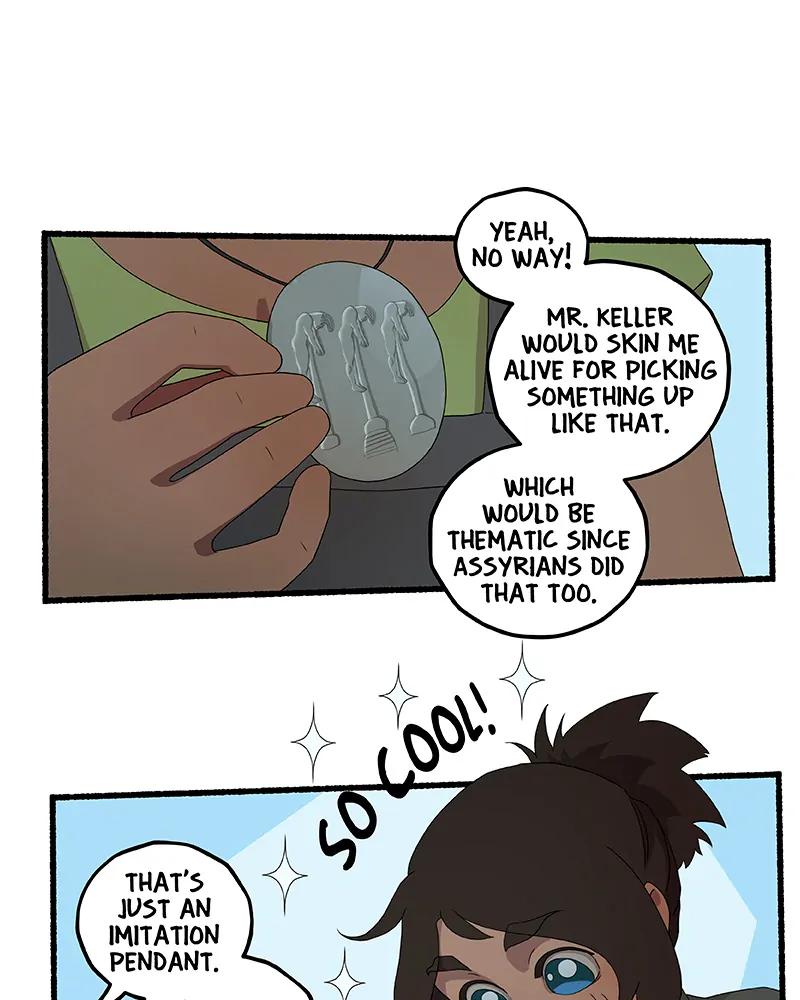 YEAH,
NO WAY!
MR. KELLER
WOULD SKIN ME
ALIVE FOR PICKING
SOMETHING UP
LIKE THAT.
WHICH
WOULD BE
THEMATIC SINCE
ASSYRIANS DID
THAT TOO.
SO COOL!
THAT'S
JUST AN
IMITATION
PENDANT.